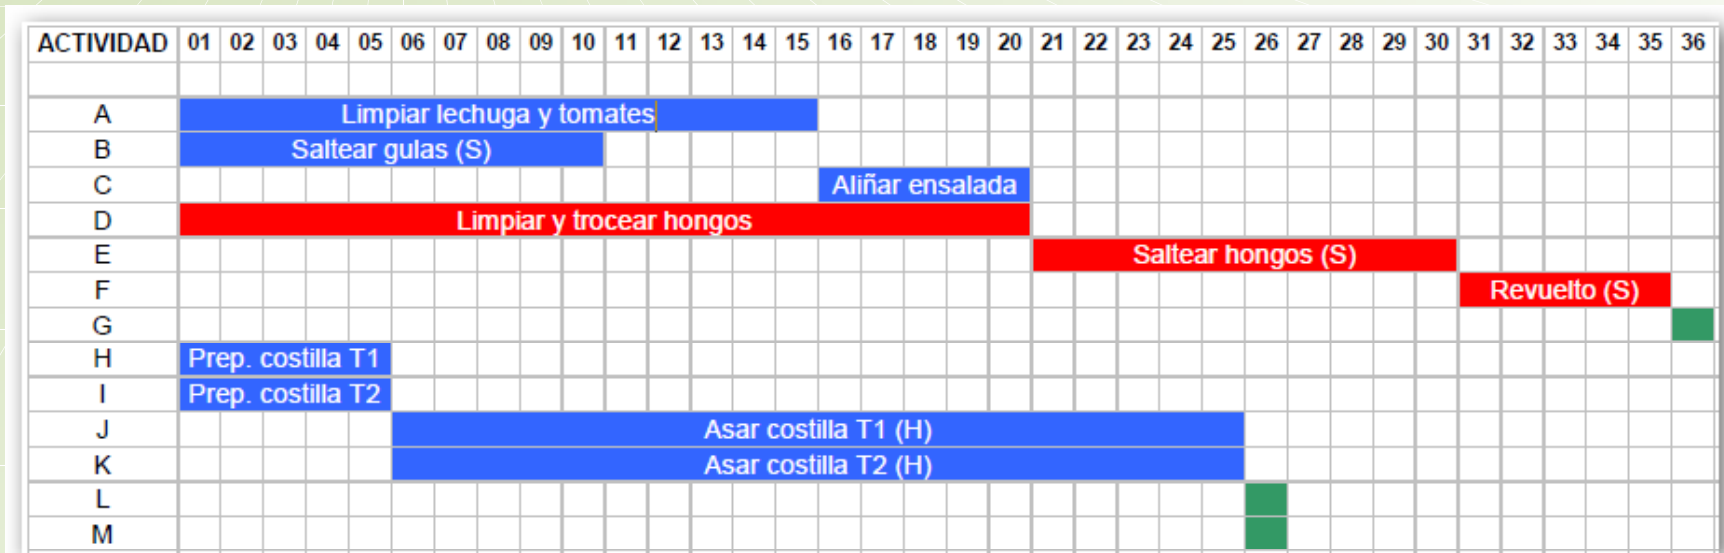 ACTIVIDAD 01 02 03 04 05 06 07 08 09 10 11 12 13 14 15 16 17 18 19 20 21 22 23 24 25 26 27 28 29 30 31 32 33 34 35 36
A Limpiar lechuga y tomates
B Saltear gulas (S)
C Aliñar ensalada
D Limpiar y trocear hongos
E Saltear hongos (S)
F Revuelto (S)
G
H Prep. costilla T1
I Prep. costilla T2
J Asar costilla T1 (H)
K Asar costilla T2 (H)
L
M